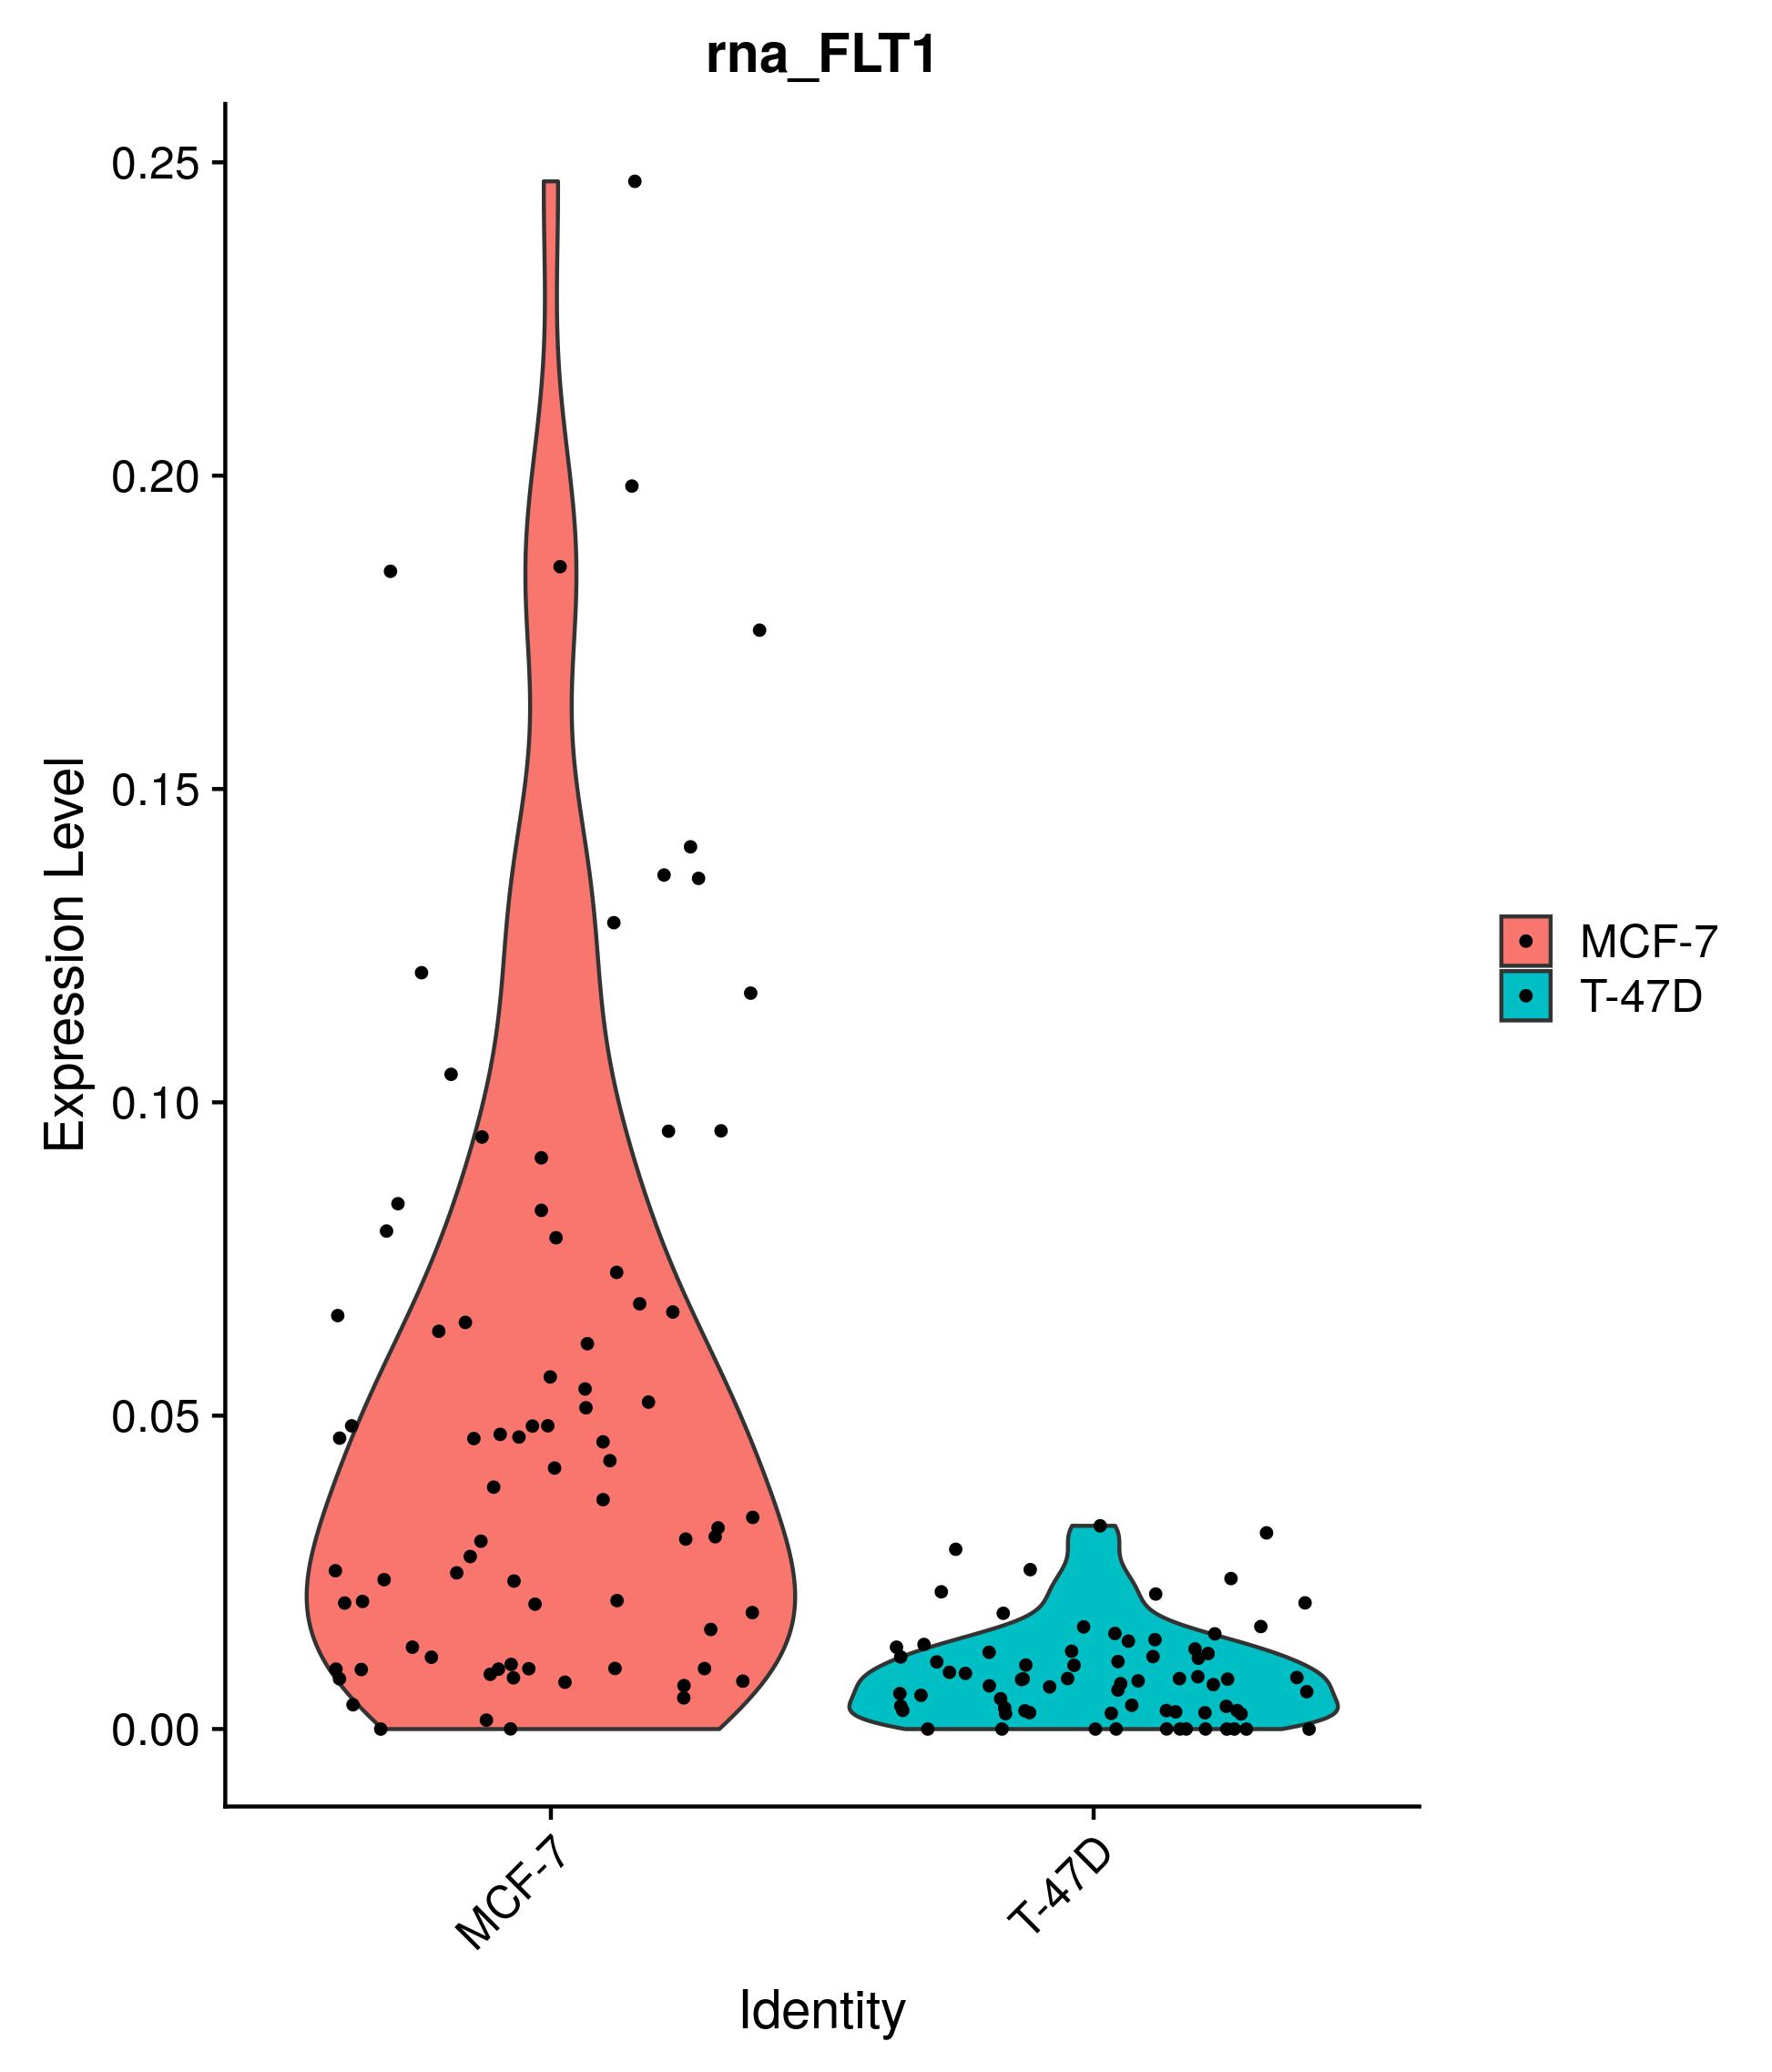 rna_FLT1
Expression Level
0.25
0.20
0.15
0.10
0.05
0.00
MCF-7
T-47D
Identity
MCF-7
T-47D